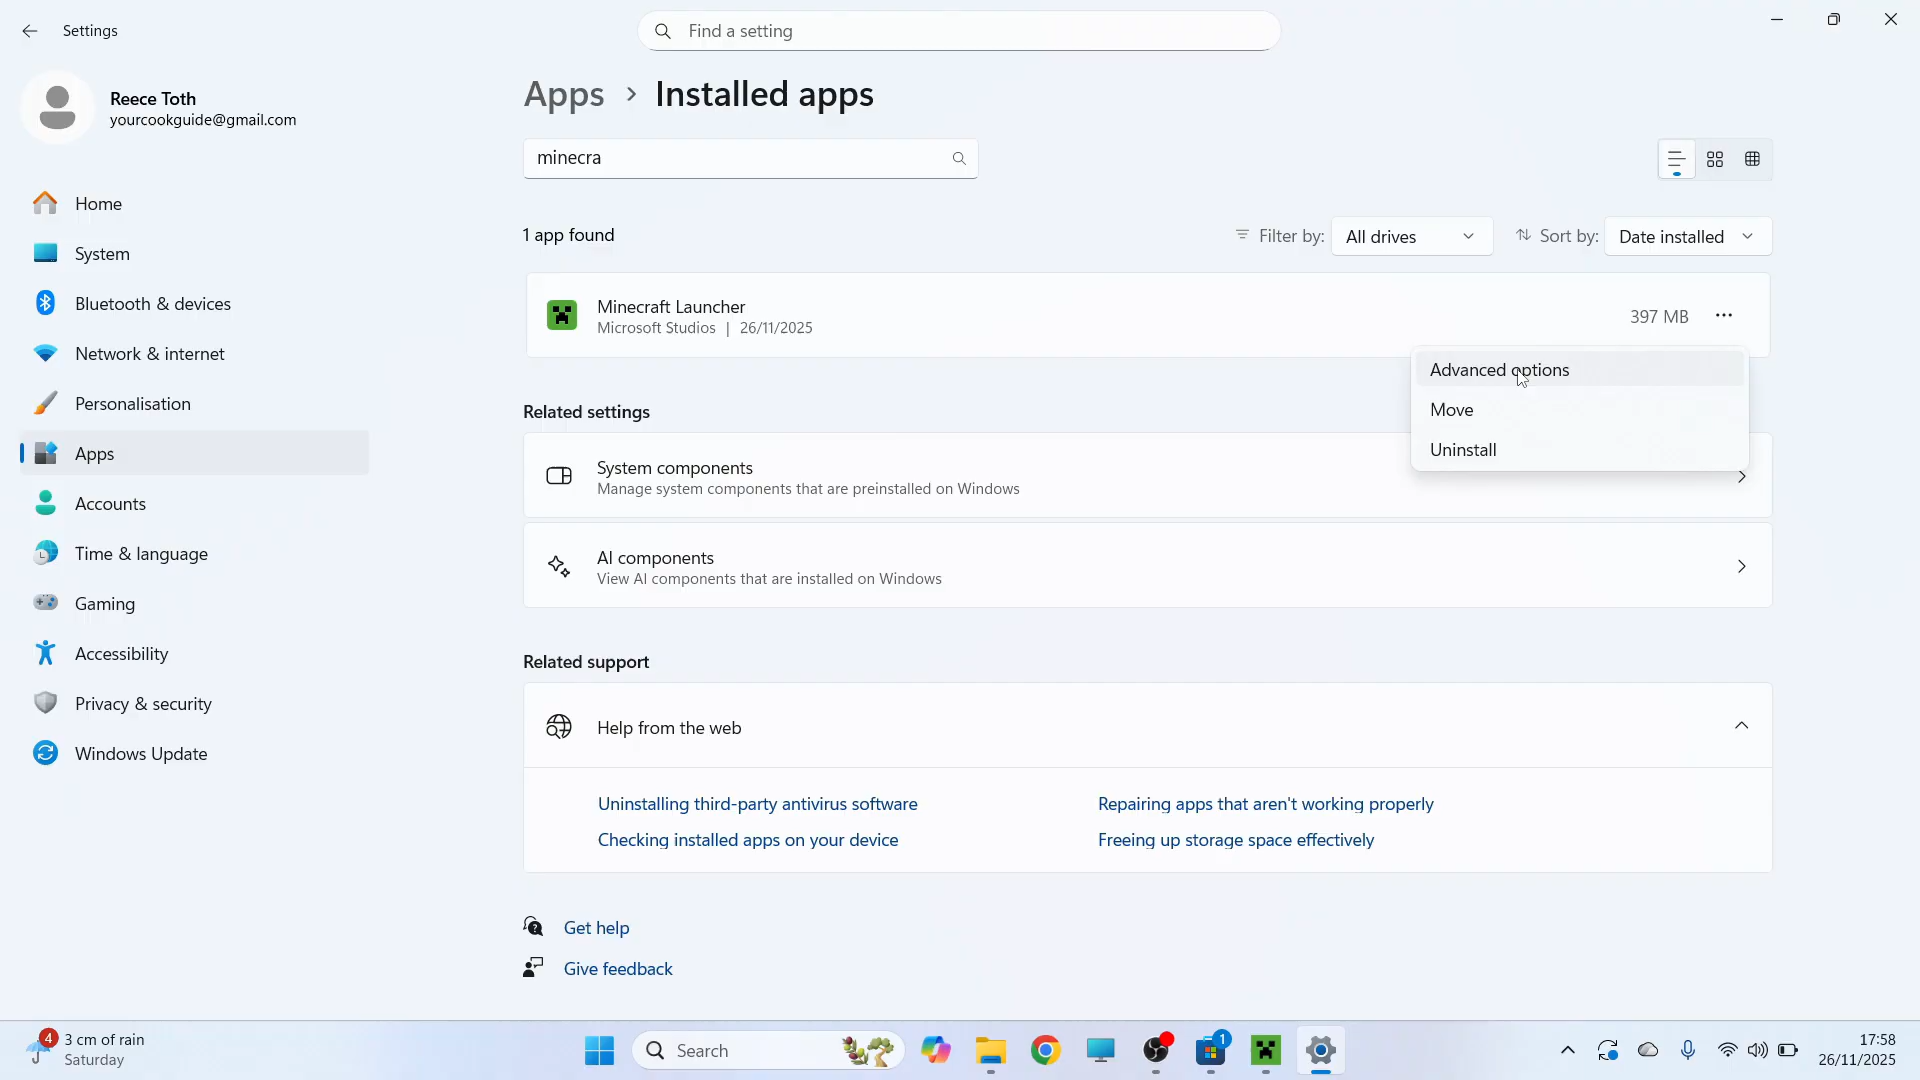 Settings
Find a setting
Reece Toth
yourcookguide@gmail.com
Home
System
Bluetooth & devices
Network & internet
Personalisation
Apps
Accounts
Time & language
Gaming
Accessibility
Privacy & security
Windows Update
Apps > Installed apps
minecra
1 app found
Filter by: All drives
Sort by: Date installed
Minecraft Launcher
Microsoft Studios | 26/11/2025
397 MB
Advanced options
Move
Uninstall
Related settings
System components
Manage system components that are preinstalled on Windows
AI components
View AI components that are installed on Windows
Related support
Help from the web
Uninstalling third-party antivirus software
Repairing apps that aren't working properly
Checking installed apps on your device
Freeing up storage space effectively
Get help
Give feedback
4
3 cm of rain
Saturday
Search
1
17:58
26/11/2025